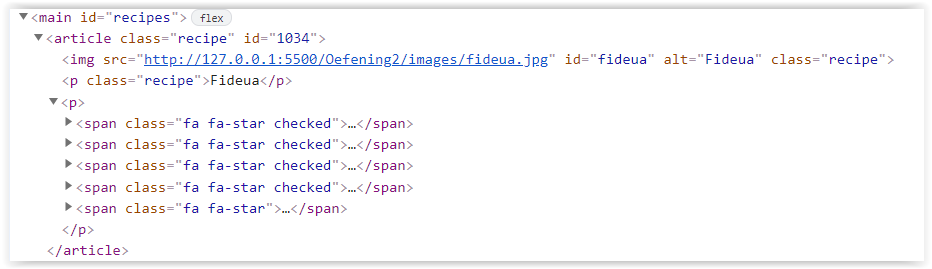 ▼<main id="recipes"> flex
▼<article class="recipe" id="1034">
<img src="http://127.0.0.1:5500/Oefening2/images/fideua.jpg" id="fideua" alt="Fideua" class="recipe">
<p class="recipe">Fideua</p>
▼<p>
▶<span class="fa fa-star checked">…</span>
▶<span class="fa fa-star checked">…</span>
▶<span class="fa fa-star checked">…</span>
▶<span class="fa fa-star checked">…</span>
▶<span class="fa fa-star">…</span>
</p>
</article>